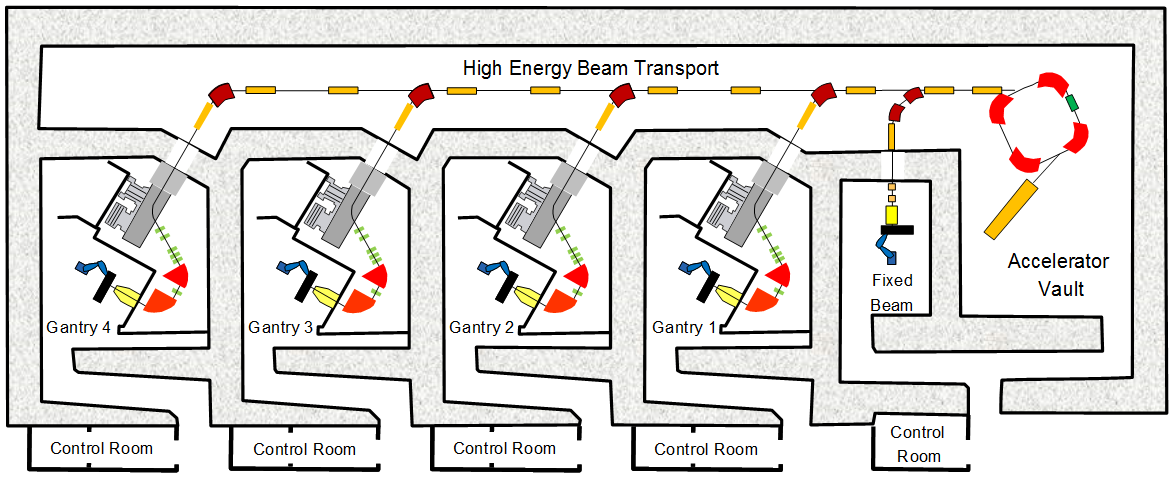 High Energy Beam Transport
Accelerator
Vault
Fixed
Beam
Gantry 4
Gantry 3
Gantry 2
Gantry 1
Control Room
Control Room
Control Room
Control Room
Control
Room